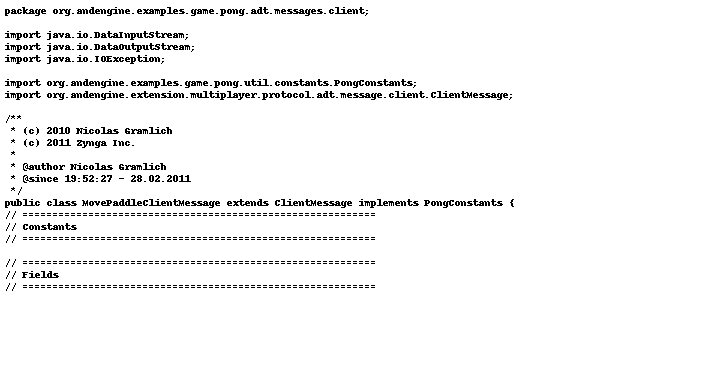 package org.andengine.examples.game.pong.adt.messages.client;

import java.io.DataInputStream;
import java.io.DataOutputStream;
import java.io.IOException;

import org.andengine.examples.game.pong.util.constants.PongConstants;
import org.andengine.extension.multiplayer.protocol.adt.message.client.ClientMessage;

/**
 * (c) 2010 Nicolas Gramlich
 * (c) 2011 Zynga Inc.
 *
 * @author Nicolas Gramlich
 * @since 19:52:27 - 28.02.2011
 */
public class MovePaddleClientMessage extends ClientMessage implements PongConstants {
// ===========================================================
// Constants
// ===========================================================

// ===========================================================
// Fields
// ===========================================================